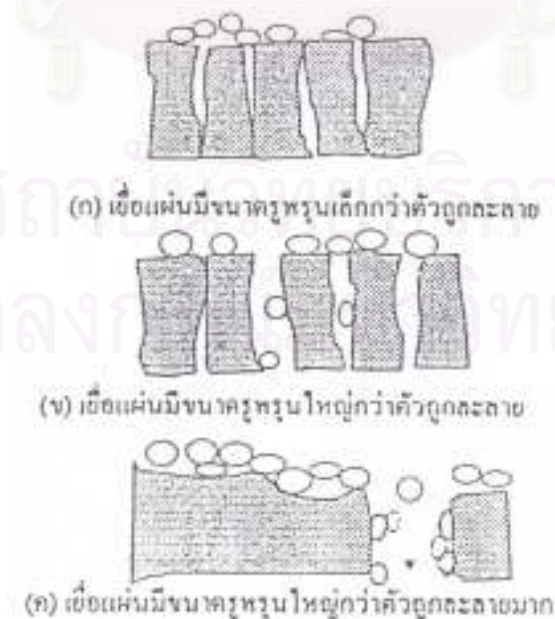 (ก) เยื่อแผ่นมีขนาดรูพรุนเล็กกว่าตัวถูกละลาย
(ข) เยื่อแผ่นมีขนาดรูพรุนใหญ่กว่าตัวถูกละลาย
(ค) เยื่อแผ่นมีขนาดรูพรุนใหญ่กว่าตัวถูกละลายมาก